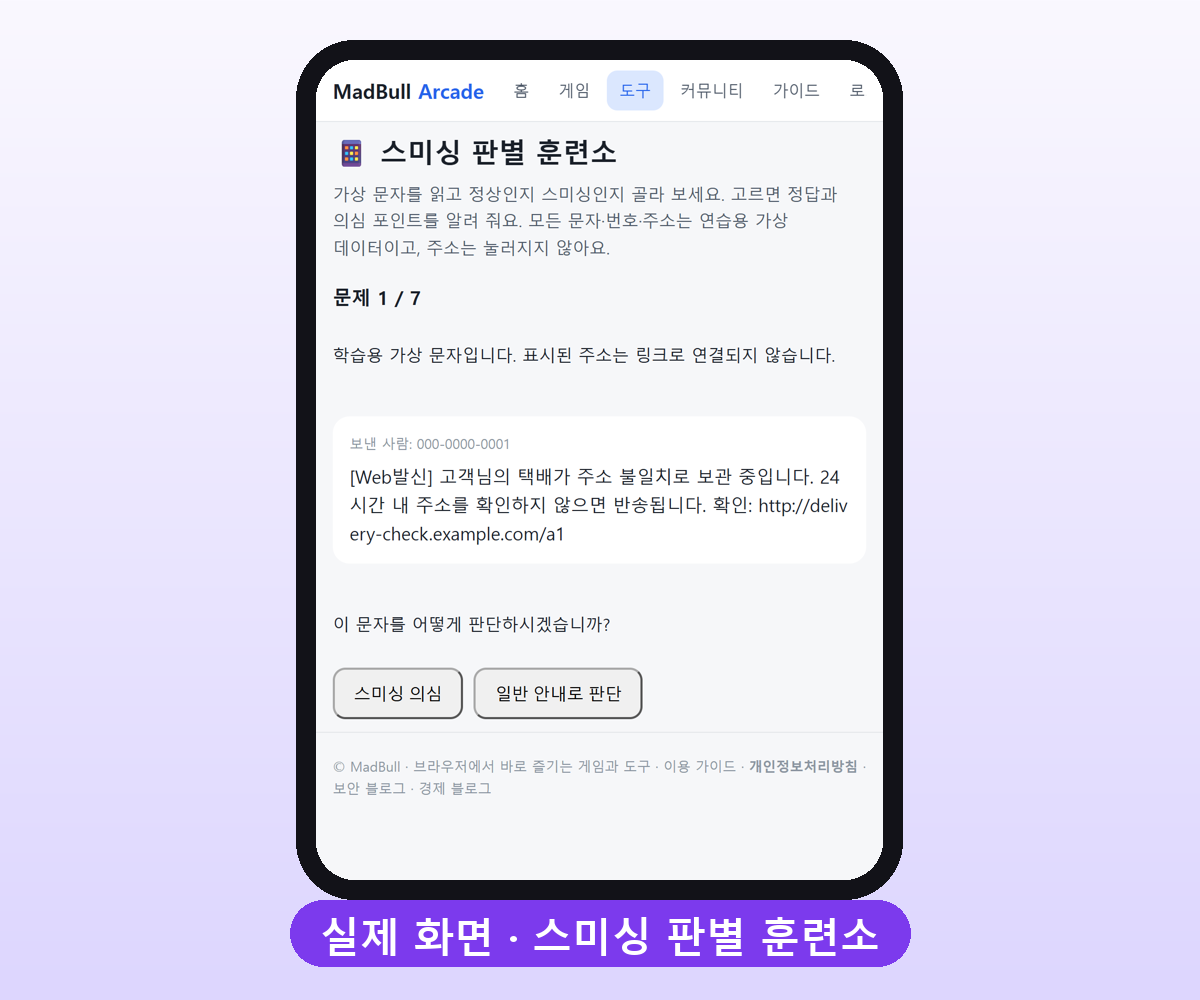 MadBull Arcade 홈 게임 도구 커뮤니티 가이드 로
스미싱 판별 훈련소
가상 문자를 읽고 정상인지 스미싱인지 골라 보세요. 고르면 정답과
의심 포인트를 알려 줘요. 모든 문자·번호·주소는 연습용 가상
데이터이고, 주소는 눌러지지 않아요.
문제 1 / 7
학습용 가상 문자입니다. 표시된 주소는 링크로 연결되지 않습니다.
보낸 사람: 000-0000-0001
[Web발신] 고객님의 택배가 주소 불일치로 보관 중입니다. 24
시간 내 주소를 확인하지 않으면 반송됩니다. 확인: http://deliv
ery-check.example.com/a1
이 문자를 어떻게 판단하시겠습니까?
스미싱 의심 일반 안내로 판단
© MadBull · 브라우저에서 바로 즐기는 게임과 도구 · 이용 가이드 · 개인정보처리방침 ·
보안 블로그 · 경제 블로그
실제 화면 · 스미싱 판별 훈련소